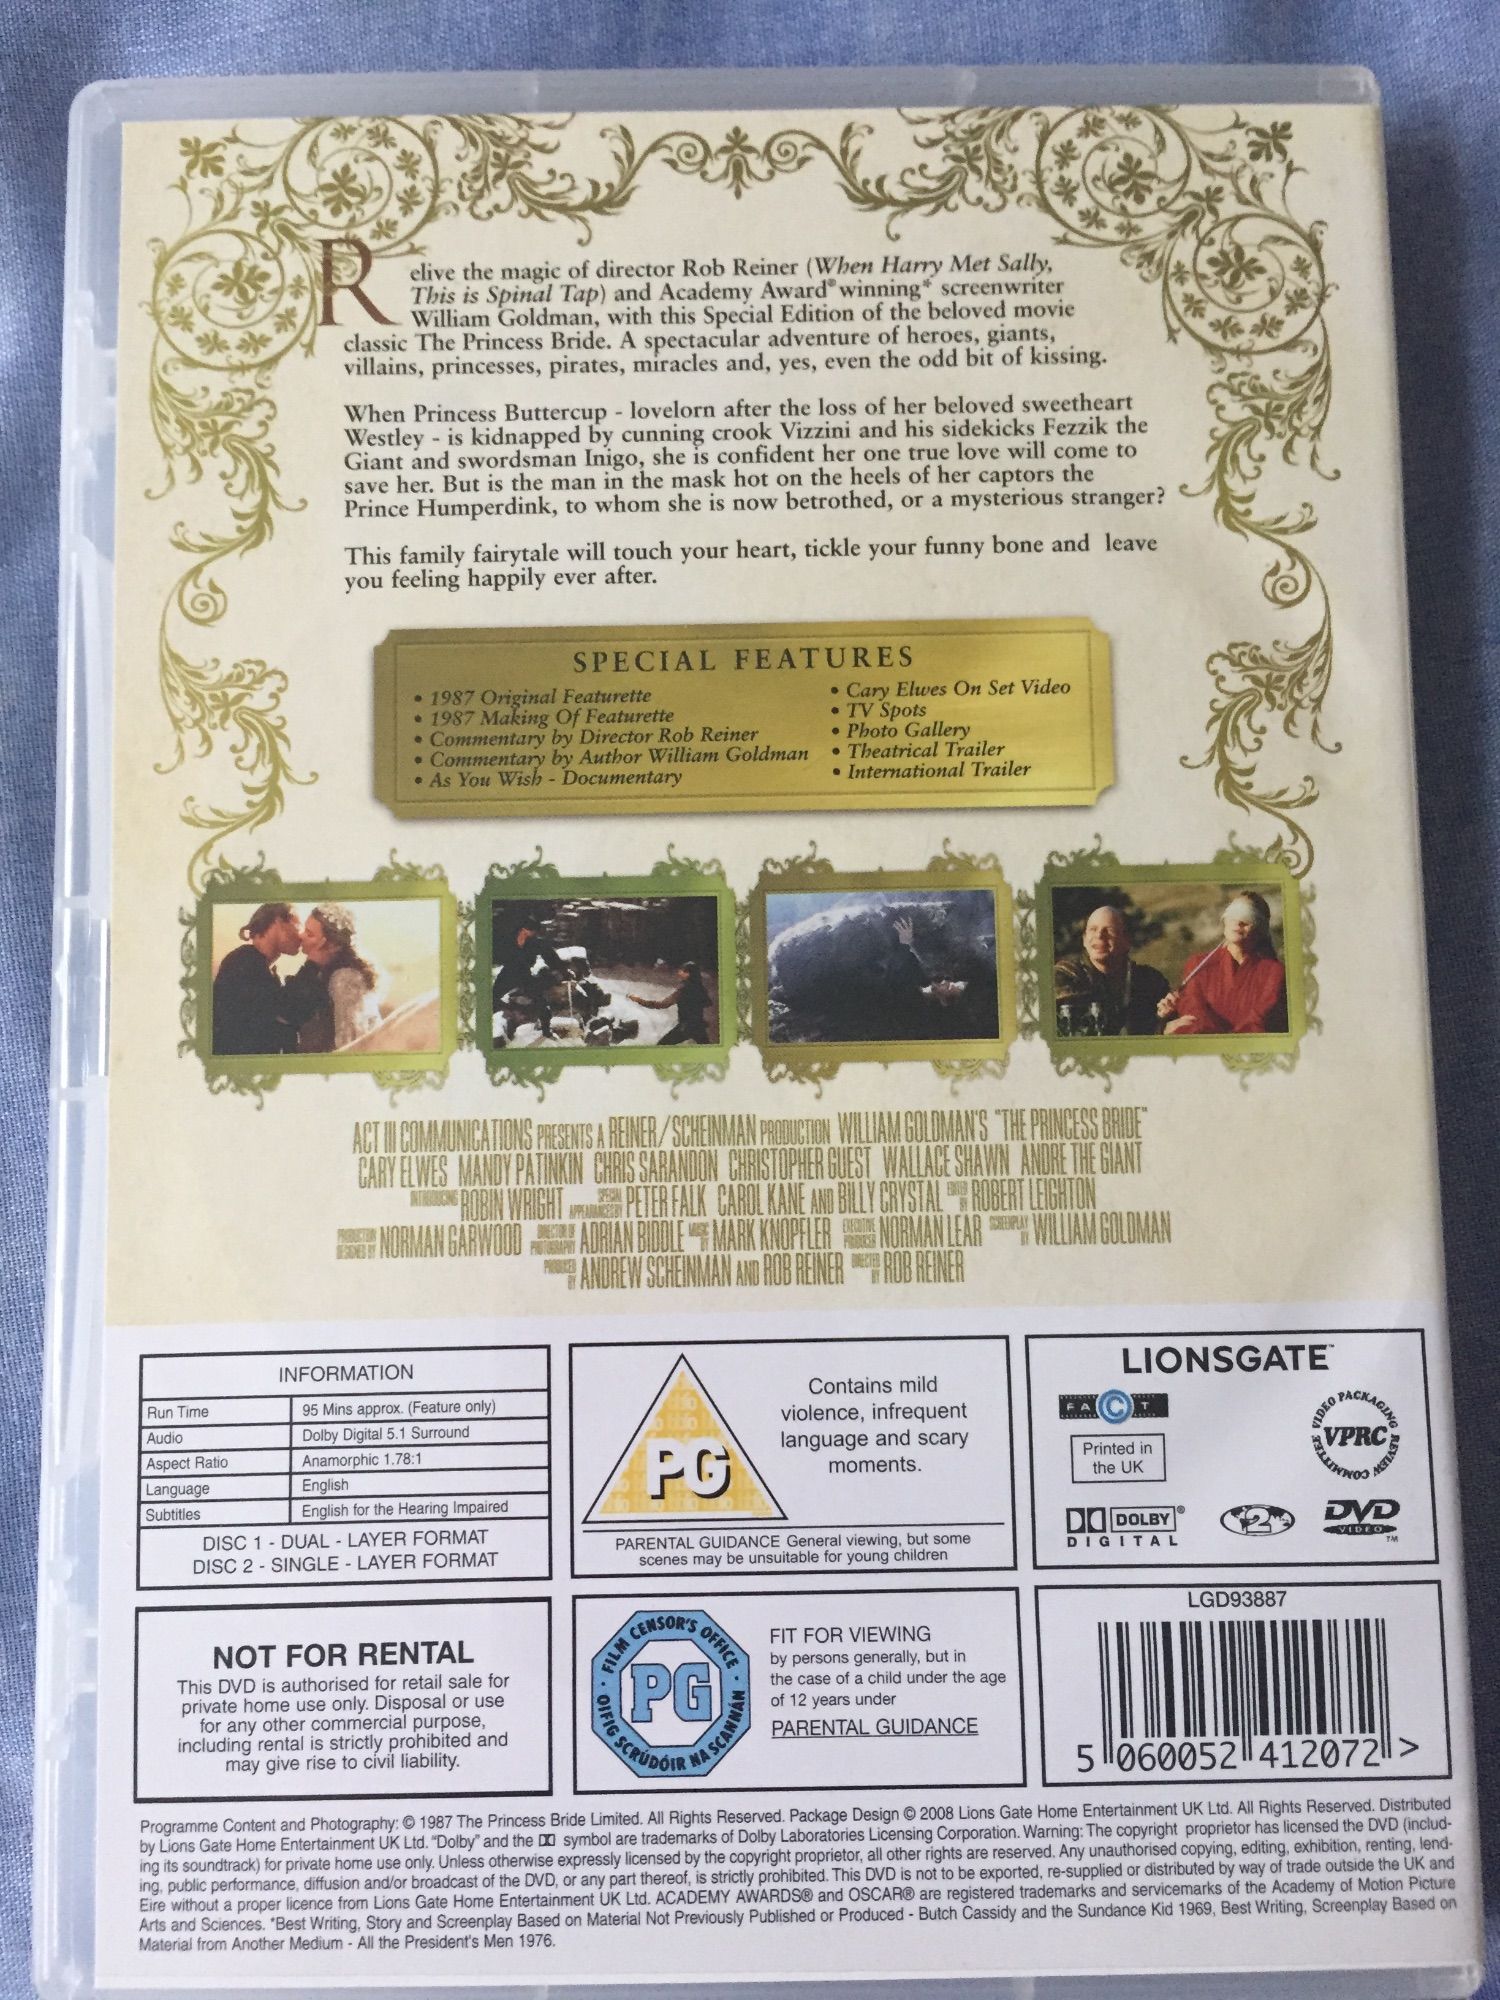 Relive the magic of director Rob Reiner (When Harry Met Sally,
This is Spinal Tap) and Academy Award® winning* screenwriter
William Goldman, with this Special Edition of the beloved movie
classic The Princess Bride. A spectacular adventure of heroes, giants,
villains, princesses, pirates, miracles and, yes, even the odd bit of kissing.
When Princess Buttercup - lovelorn after the loss of her beloved sweetheart
Westley - is kidnapped by cunning crook Vizzini and his sidekicks Fezzik the
Giant and swordsman Inigo, she is confident her one true love will come to
save her. But is the man in the mask hot on the heels of her captors the
Prince Humperdink, to whom she is now betrothed, or a mysterious stranger?
This family fairytale will touch your heart, tickle your funny bone and leave
you feeling happily ever after.
SPECIAL FEATURES
• 1987 Original Featurette
• 1987 Making Of Featurette
• Commentary by Director Rob Reiner
• Commentary by Author William Goldman
• As You Wish - Documentary
• Cary Elwes On Set Video
• TV Spots
• Photo Gallery
• Theatrical Trailer
• International Trailer
ACT III COMMUNICATIONS PRESENTS A REINER/SCHEINMAN PRODUCTION WILLIAM GOLDMAN'S "THE PRINCESS BRIDE"
CARY ELWES MANDY PATINKIN CHRIS SARANDON CHRISTOPHER GUEST WALLACE SHAWN ANDRE THE GIANT
INTRODUCING ROBIN WRIGHT SPECIAL APPEARANCES BY PETER FALK CAROL KANE AND BILLY CRYSTAL EDITED BY ROBERT LEIGHTON
PRODUCTION DESIGNED BY NORMAN GARWOOD DIRECTOR OF PHOTOGRAPHY ADRIAN BIDDLE MUSIC BY MARK KNOPFLER EXECUTIVE PRODUCER NORMAN LEAR SCREENPLAY BY WILLIAM GOLDMAN
PRODUCED BY ANDREW SCHEINMAN AND ROB REINER DIRECTED BY ROB REINER
INFORMATION
Run Time 95 Mins approx. (Feature only)
Audio Dolby Digital 5.1 Surround
Aspect Ratio Anamorphic 1.78:1
Language English
Subtitles English for the Hearing Impaired
DISC 1 - DUAL - LAYER FORMAT
DISC 2 - SINGLE - LAYER FORMAT
PG
Contains mild
violence, infrequent
language and scary
moments.
PARENTAL GUIDANCE General viewing, but some
scenes may be unsuitable for young children
LIONSGATE™
FACT
Printed in
the UK
VIDEO PACKAGING REVIEW COMMITTEE
VPRC
DOLBY®
DIGITAL
2
DVD
VIDEO™
NOT FOR RENTAL
This DVD is authorised for retail sale for
private home use only. Disposal or use
for any other commercial purpose,
including rental is strictly prohibited and
may give rise to civil liability.
FILM CENSOR'S OFFICE
PG
OIFIG SCRÚDÓIR NA SCANNÁN
FIT FOR VIEWING
by persons generally, but in
the case of a child under the age
of 12 years under
PARENTAL GUIDANCE
LGD93887
5 060052 412072 >
Programme Content and Photography: © 1987 The Princess Bride Limited. All Rights Reserved. Package Design © 2008 Lions Gate Home Entertainment UK Ltd. All Rights Reserved. Distributed
by Lions Gate Home Entertainment UK Ltd. "Dolby" and the symbol are trademarks of Dolby Laboratories Licensing Corporation. Warning: The copyright proprietor has licensed the DVD (includ-
ing its soundtrack) for private home use only. Unless otherwise expressly licensed by the copyright proprietor, all other rights are reserved. Any unauthorised copying, editing, exhibition, renting, lend-
ing, public performance, diffusion and/or broadcast of the DVD, or any part thereof, is strictly prohibited. This DVD is not to be exported, re-supplied or distributed by way of trade outside the UK and
Eire without a proper licence from Lions Gate Home Entertainment UK Ltd. ACADEMY AWARDS® and OSCAR® are registered trademarks and servicemarks of the Academy of Motion Picture
Arts and Sciences. *Best Writing, Story and Screenplay Based on Material Not Previously Published or Produced - Butch Cassidy and the Sundance Kid 1969, Best Writing, Screenplay Based on
Material from Another Medium - All the President's Men 1976.